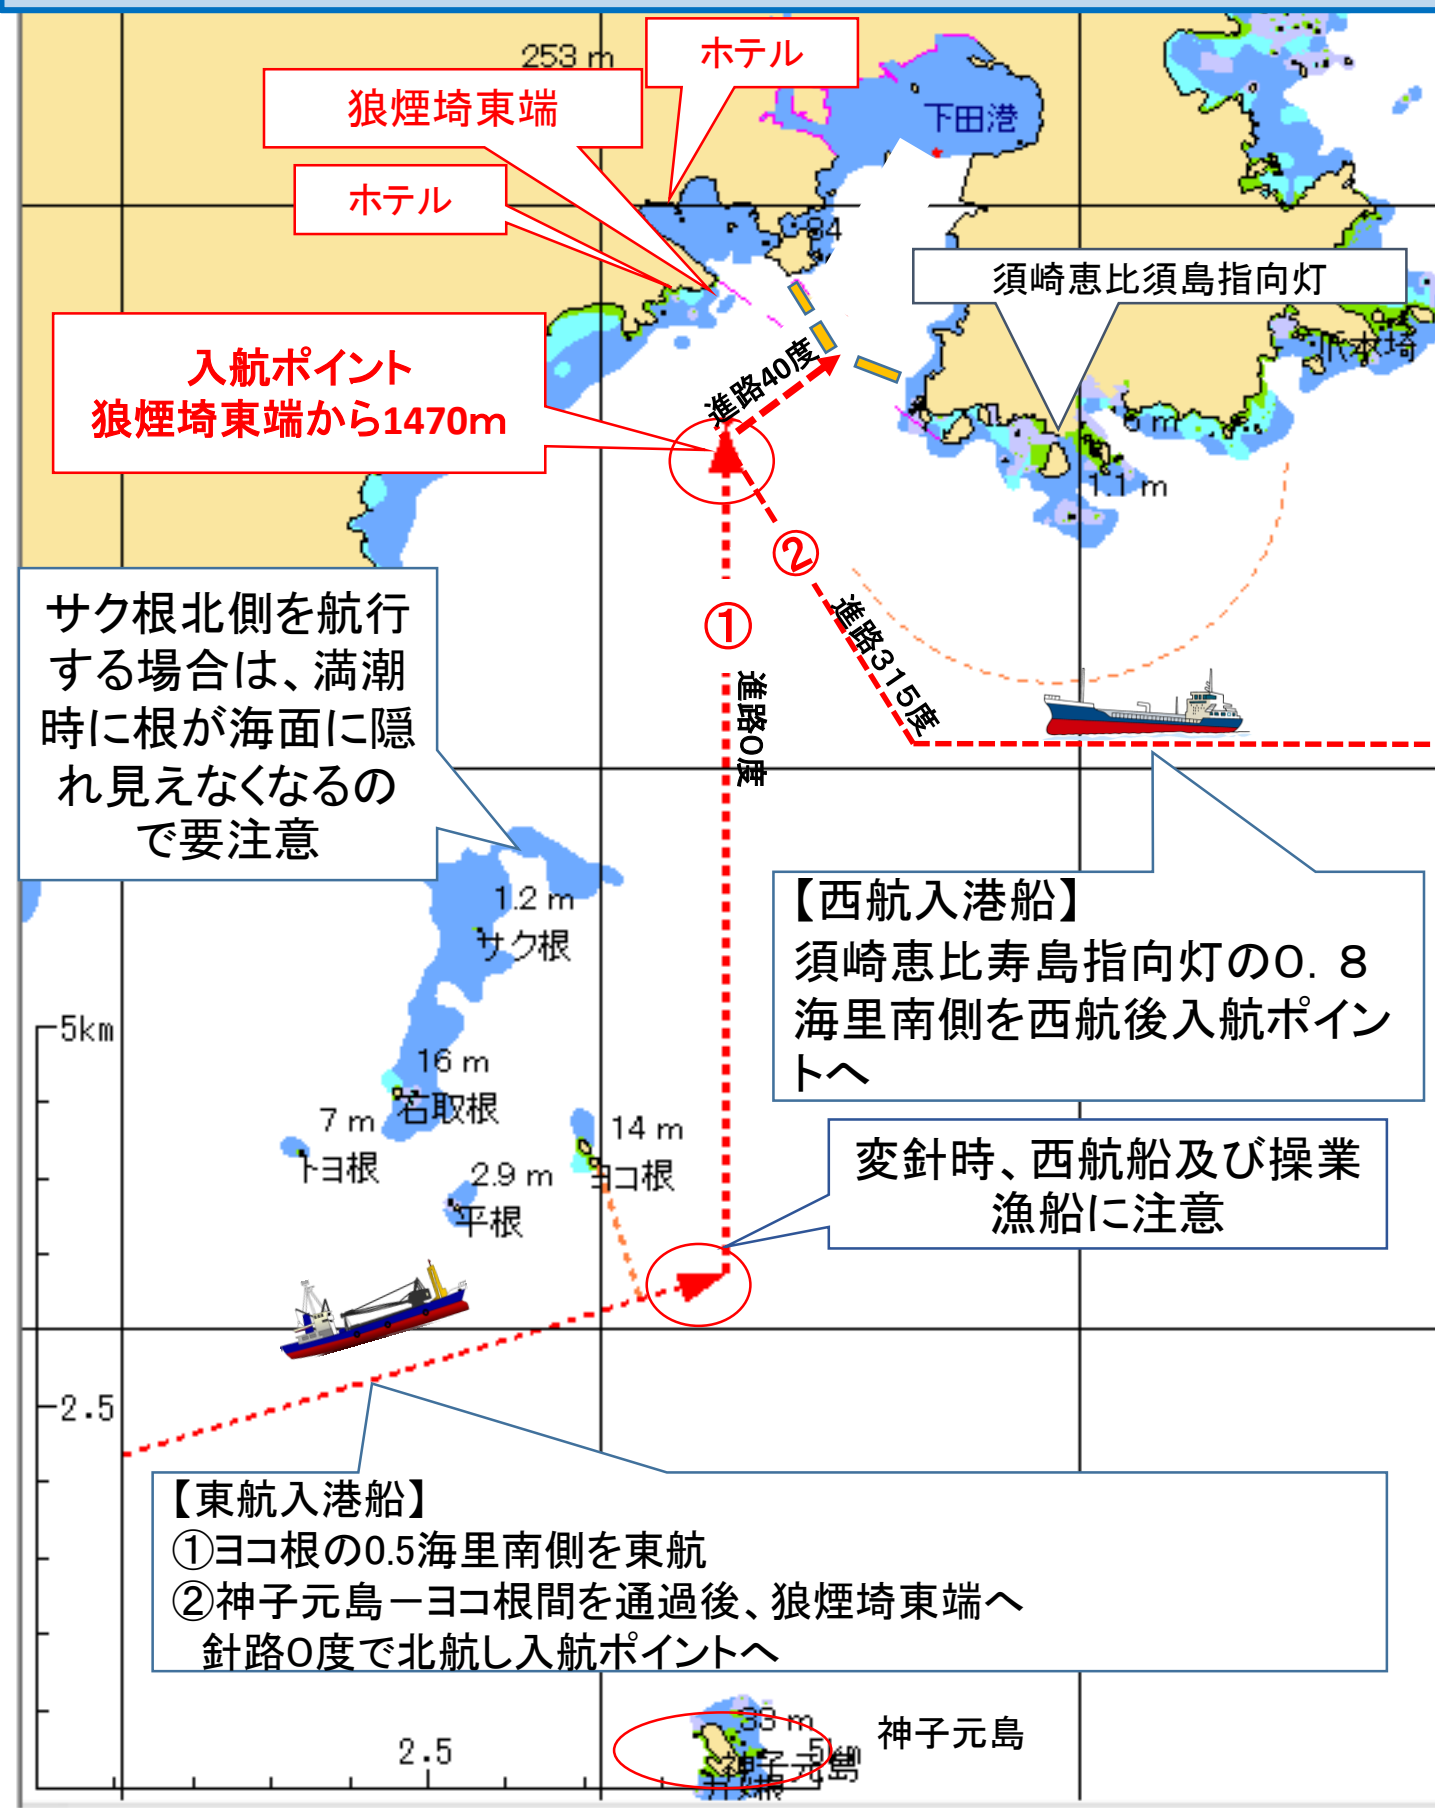 253 m
ホテル
狼煙埼東端
下田港
ホテル
須崎恵比須島指向灯
入航ポイント
狼煙埼東端から1470m
進路40度
1.1 m
②
サク根北側を航行
する場合は、満潮
時に根が海面に隠
れ見えなくなるの
で要注意
①
進路315度
進路0度
【西航入港船】
須崎恵比寿島指向灯の0.8
海里南側を西航後入航ポイン
トへ
1.2 m
サク根
5km
16 m
石取根
7 m
トヨ根
14 m
ヨコ根
2.9 m
平根
変針時、西航船及び操業
漁船に注意
2.5
【東航入港船】
①ヨコ根の0.5海里南側を東航
②神子元島－ヨコ根間を通過後、狼煙埼東端へ
針路0度で北航し入航ポイントへ
33 m
神子元島
2.5
5km
神子元島